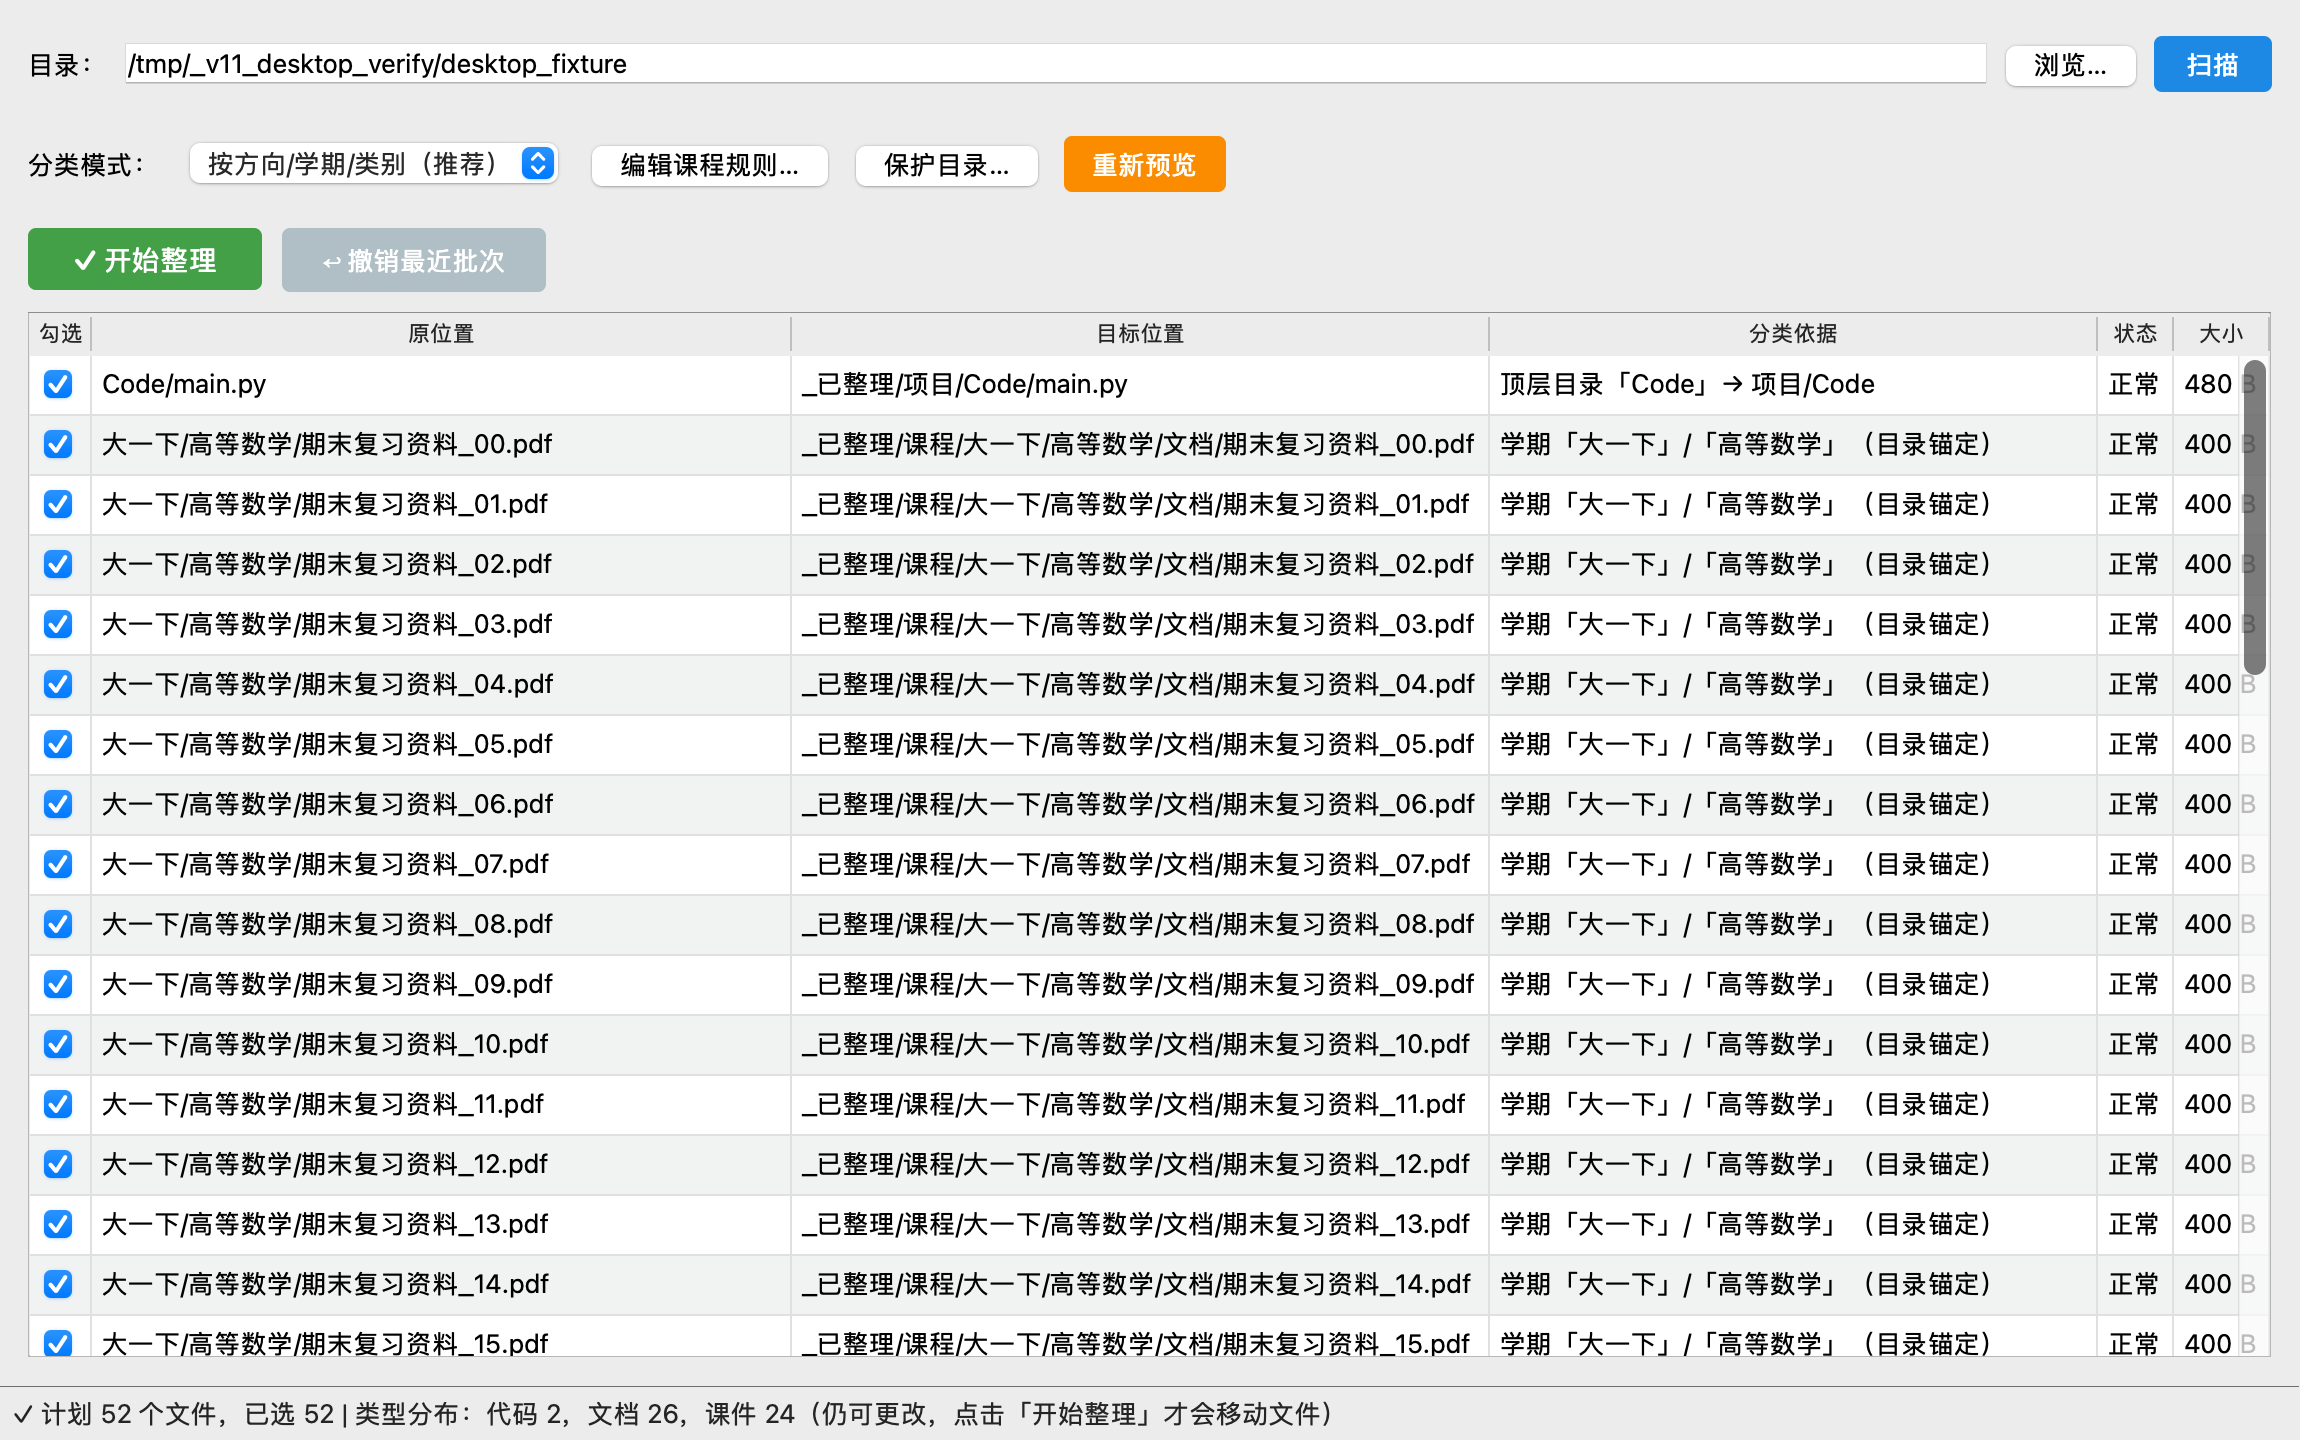 目录： /tmp/_v11_desktop_verify/desktop_fixture 浏览... 扫描
分类模式： 按方向/学期/类别（推荐） 编辑课程规则... 保护目录... 重新预览
✓ 开始整理 ↩ 撤销最近批次
勾选 原位置 目标位置 分类依据 状态 大小
Code/main.py _已整理/项目/Code/main.py 顶层目录「Code」→ 项目/Code 正常 480 B
大一下/高等数学/期末复习资料_00.pdf _已整理/课程/大一下/高等数学/文档/期末复习资料_00.pdf 学期「大一下」/「高等数学」（目录锚定） 正常 400 B
大一下/高等数学/期末复习资料_01.pdf _已整理/课程/大一下/高等数学/文档/期末复习资料_01.pdf 学期「大一下」/「高等数学」（目录锚定） 正常 400 B
大一下/高等数学/期末复习资料_02.pdf _已整理/课程/大一下/高等数学/文档/期末复习资料_02.pdf 学期「大一下」/「高等数学」（目录锚定） 正常 400 B
大一下/高等数学/期末复习资料_03.pdf _已整理/课程/大一下/高等数学/文档/期末复习资料_03.pdf 学期「大一下」/「高等数学」（目录锚定） 正常 400 B
大一下/高等数学/期末复习资料_04.pdf _已整理/课程/大一下/高等数学/文档/期末复习资料_04.pdf 学期「大一下」/「高等数学」（目录锚定） 正常 400 B
大一下/高等数学/期末复习资料_05.pdf _已整理/课程/大一下/高等数学/文档/期末复习资料_05.pdf 学期「大一下」/「高等数学」（目录锚定） 正常 400 B
大一下/高等数学/期末复习资料_06.pdf _已整理/课程/大一下/高等数学/文档/期末复习资料_06.pdf 学期「大一下」/「高等数学」（目录锚定） 正常 400 B
大一下/高等数学/期末复习资料_07.pdf _已整理/课程/大一下/高等数学/文档/期末复习资料_07.pdf 学期「大一下」/「高等数学」（目录锚定） 正常 400 B
大一下/高等数学/期末复习资料_08.pdf _已整理/课程/大一下/高等数学/文档/期末复习资料_08.pdf 学期「大一下」/「高等数学」（目录锚定） 正常 400 B
大一下/高等数学/期末复习资料_09.pdf _已整理/课程/大一下/高等数学/文档/期末复习资料_09.pdf 学期「大一下」/「高等数学」（目录锚定） 正常 400 B
大一下/高等数学/期末复习资料_10.pdf _已整理/课程/大一下/高等数学/文档/期末复习资料_10.pdf 学期「大一下」/「高等数学」（目录锚定） 正常 400 B
大一下/高等数学/期末复习资料_11.pdf _已整理/课程/大一下/高等数学/文档/期末复习资料_11.pdf 学期「大一下」/「高等数学」（目录锚定） 正常 400 B
大一下/高等数学/期末复习资料_12.pdf _已整理/课程/大一下/高等数学/文档/期末复习资料_12.pdf 学期「大一下」/「高等数学」（目录锚定） 正常 400 B
大一下/高等数学/期末复习资料_13.pdf _已整理/课程/大一下/高等数学/文档/期末复习资料_13.pdf 学期「大一下」/「高等数学」（目录锚定） 正常 400 B
大一下/高等数学/期末复习资料_14.pdf _已整理/课程/大一下/高等数学/文档/期末复习资料_14.pdf 学期「大一下」/「高等数学」（目录锚定） 正常 400 B
大一下/高等数学/期末复习资料_15.pdf _已整理/课程/大一下/高等数学/文档/期末复习资料_15.pdf 学期「大一下」/「高等数学」（目录锚定） 正常 400 B
✓ 计划 52 个文件，已选 52 | 类型分布：代码 2，文档 26，课件 24（仍可更改，点击「开始整理」才会移动文件）